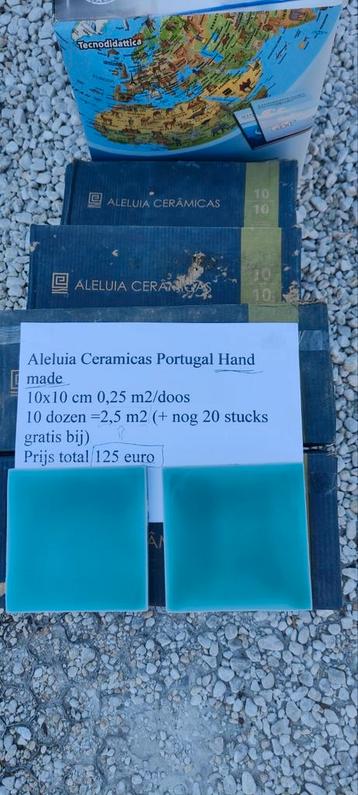 Tecnodidattica
ALELUIA CERÂMICAS
10
10
ALELUIA CERÂMICAS
10
10
Aleluia Ceramicas Portugal Hand
made
10x10 cm 0,25 m2/doos
10 dozen =2,5 m2 (+ nog 20 stucks
gratis bij)
Prijs total 125 euro